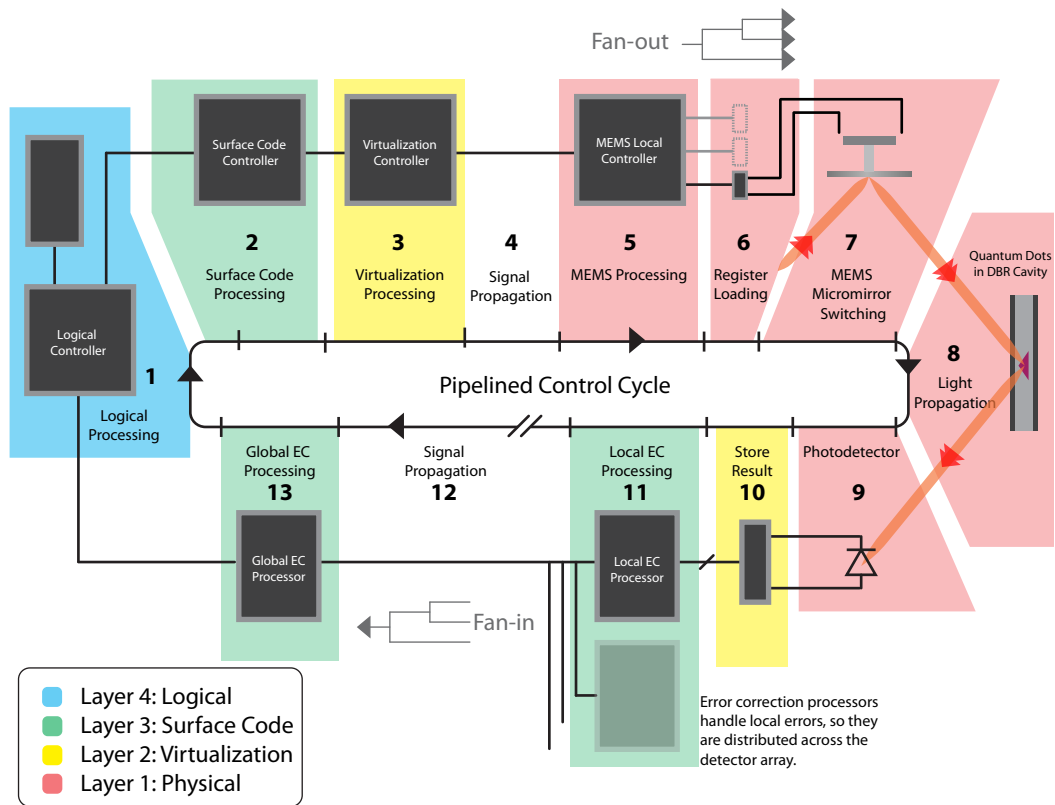 Fan-out
Surface Code
Controller
Virtualization
Controller
MEMS Local
Controller
2
Surface Code
Processing
3
Virtualization
Processing
4
Signal
Propagation
5
MEMS Processing
6
Register
Loading
7
MEMS
Micromirror
Switching
Quantum Dots
in DBR Cavity
Logical
Controller
1
Logical
Processing
Pipelined Control Cycle
8
Light
Propagation
Global EC
Processing
13
Signal
Propagation
12
Local EC
Processing
11
Store
Result
10
Photodetector
9
Global EC
Processor
Local EC
Processor
Fan-in
Layer 4: Logical
Layer 3: Surface Code
Layer 2: Virtualization
Layer 1: Physical
Error correction processors
handle local errors, so they
are distributed across the
detector array.